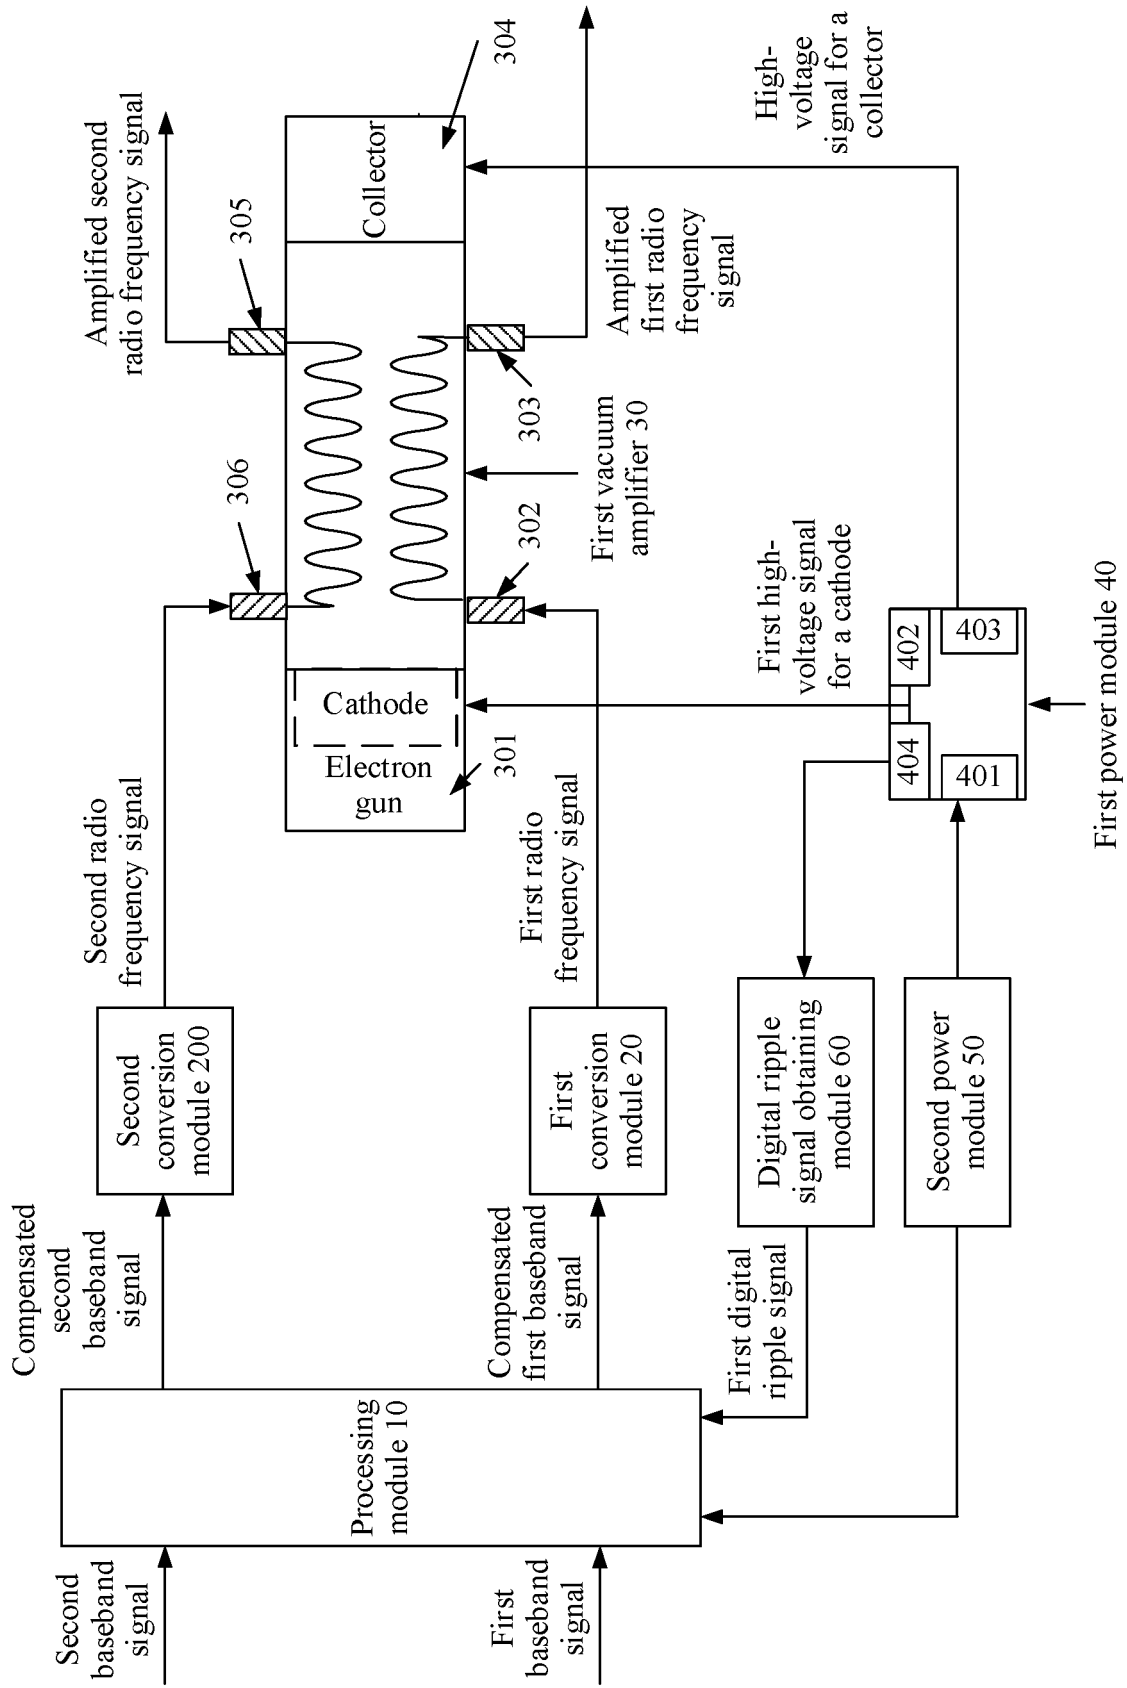 Second baseband
signal
First
baseband
signal
Processing
module 10
Compensated
second
baseband
signal
Compensated
first baseband
signal
First digital
ripple signal
Second
conversion
module 200
First
conversion
module 20
Digital ripple
signal obtaining
module 60
Second power
module 50
Second radio
frequency signal
First radio
frequency signal
Electron
gun
Cathode
301
306
302
First vacuum
amplifier 30
305
303
Collector
304
Amplified second
radio frequency signal
Amplified
first radio
frequency
signal
First high-
voltage signal
for a cathode
High-
voltage
signal for a
collector
404
402
401
403
First power module 40